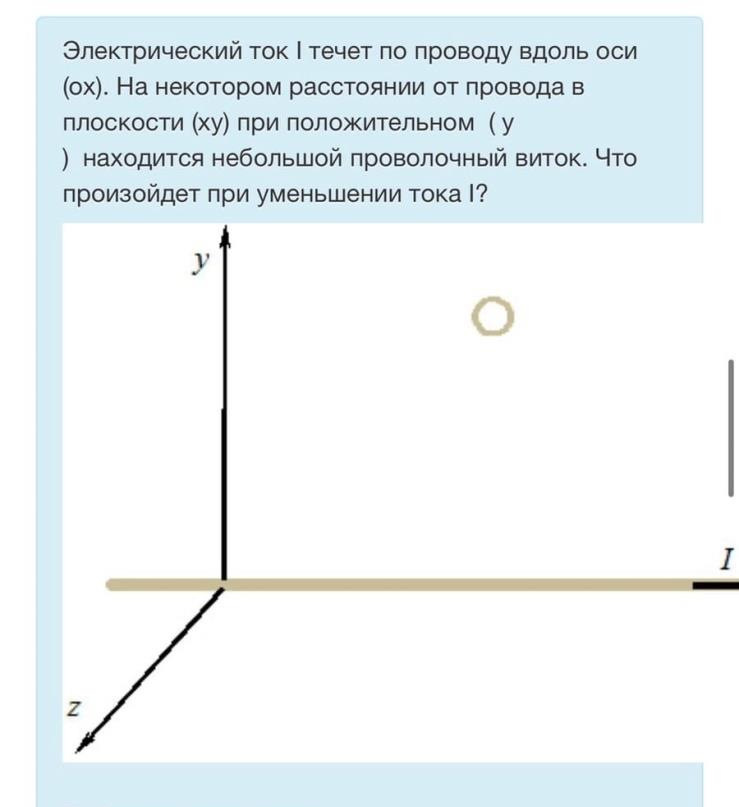 Электрический ток I течет по проводу вдоль оси
(ox). На некотором расстоянии от провода в
плоскости (xy) при положительном ( y
) находится небольшой проволочный виток. Что
произойдет при уменьшении тока I?
y
I
z